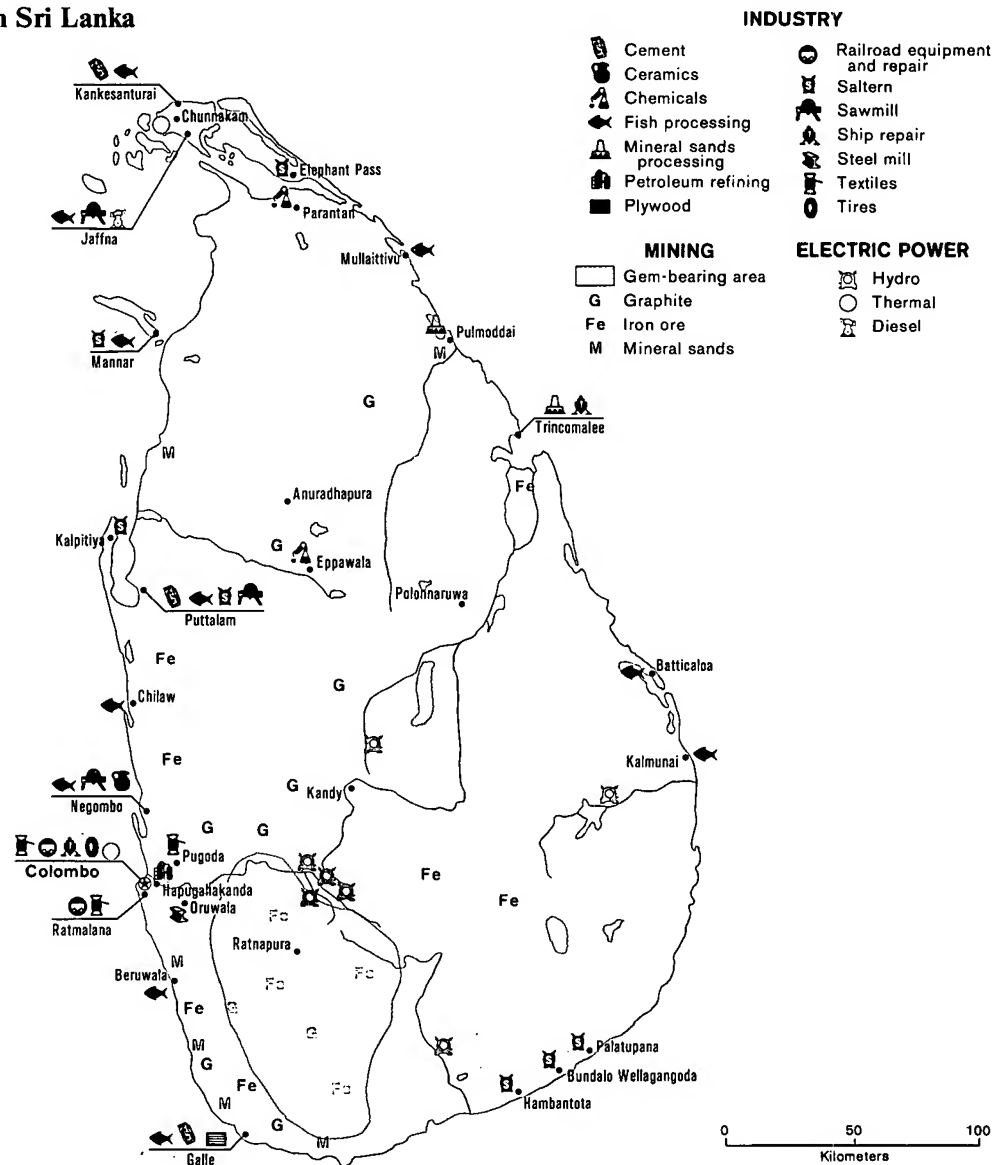 n Sri Lanka
INDUSTRY
Cement
Ceramics
Chemicals
Fish processing
Mineral sands
processing
Petroleum refining
Plywood
Railroad equipment
and repair
Saltern
Sawmill
Ship repair
Steel mill
Textiles
Tires
MINING
Gem-bearing area
G Graphite
Fe Iron ore
M Mineral sands
ELECTRIC POWER
Hydro
Thermal
Diesel
Kankesanturai
Chunnakam
Elephant Pass
Parantan
Jaffna
Mullaittivu
Pulmoddai
M
Mannar
G
Trincomalee
M
Fe
Anuradhapura
Kalpitiya
G
Eppawala
Polonnaruwa
Puttalam
Fe
Batticaloa
G
Chilaw
Fe
Kalmunai
G
Kandy
Negombo
G
G
Pugoda
Colombo
Hapugahakanda
Fe
Oruwala
Fe
Fe
Ratmalana
Ratnapura
M
Fe
Beruwala
Fe
Fe
G
G
M
G
Palatupana
Fe
Fe
Bundalo Wellagangoda
M
Hambantota
G
M
Galle
0 50 100
Kilometers